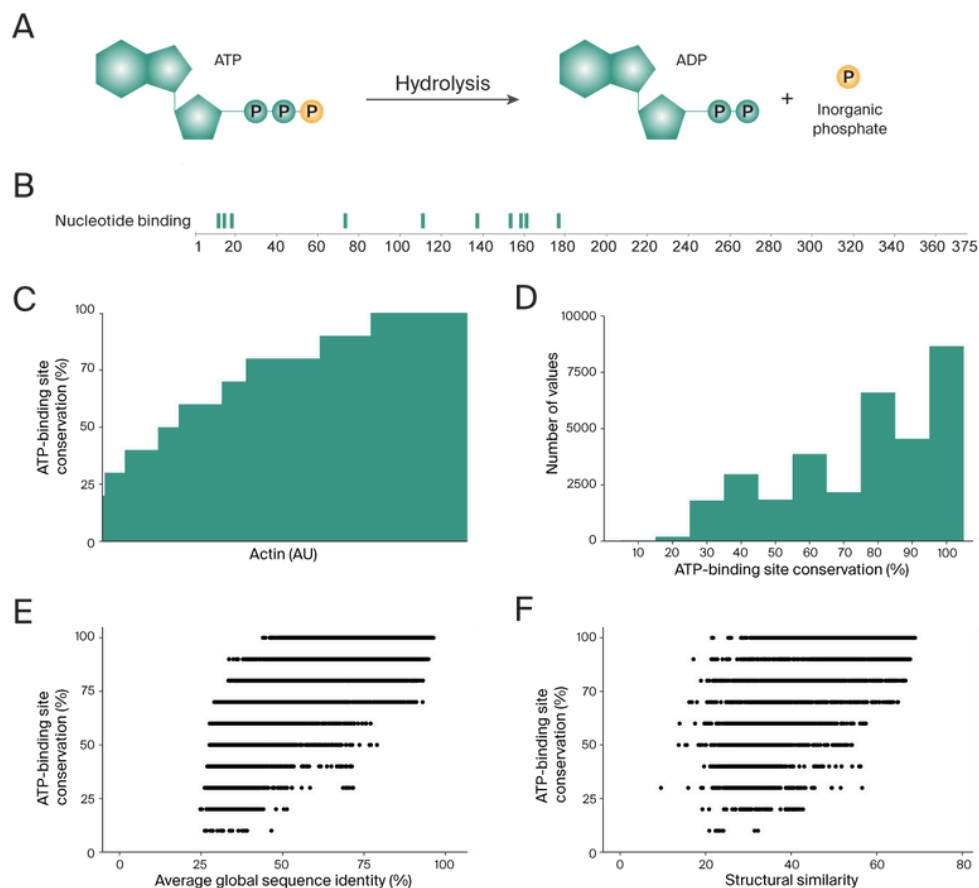 A
ATP
Hydrolysis
ADP
P P P
P P
+
P
Inorganic
phosphate
B
Nucleotide binding
1 20 40 60 80 100 120 140 160 180 200 220 240 260 280 300 320 340 360 375
C
ATP-binding site
conservation (%)
100
70
50
25
0
Actin (AU)
D
Number of values
10000
7500
5000
2500
0
10 20 30 40 50 60 70 80 90 100
ATP-binding site conservation (%)
E
ATP-binding site
conservation (%)
100
75
50
25
0
0 25 50 75 100
Average global sequence identity (%)
F
ATP-binding site
conservation (%)
100
75
50
25
0
0 20 40 60 80
Structural similarity